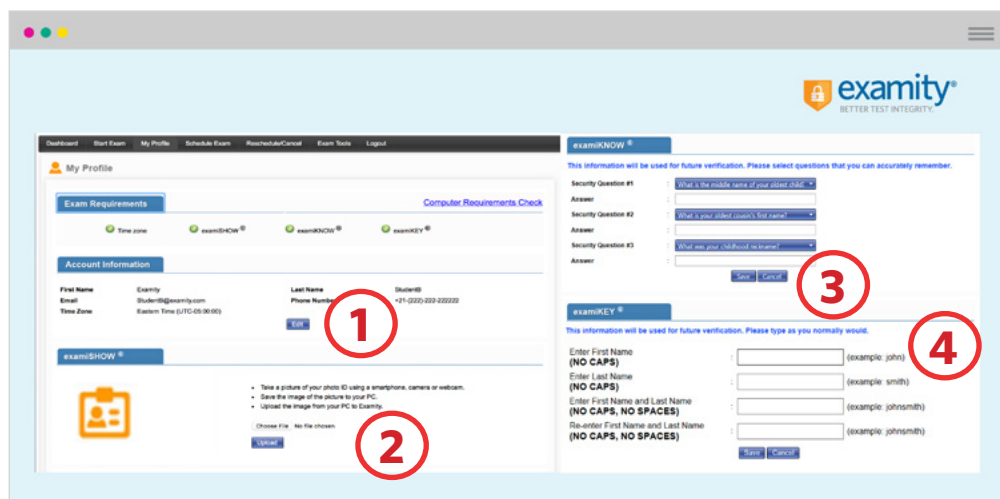 examity®
BETTER TEST INTEGRITY.
Dashboard Start Exam My Profile Schedule Exam Reschedule/Cancel Exam Tools Logout
My Profile
Exam Requirements
Computer Requirements Check
Time zone examiSHOW ® examiKNOW ® examiKEY ®
Account Information
First Name Examity Last Name StudentB
Email StudentB@examity.com Phone Number +21-(222)-222-222222
Time Zone Eastern Time (UTC-05:00:00)
Edit
1
examiSHOW ®
Take a picture of your photo ID using a smartphone, camera or webcam.
Save the image of the picture to your PC.
Upload the image from your PC to Examity.
Choose File No file chosen
Upload
2
examiKNOW ®
This information will be used for future verification. Please select questions that you can accurately remember.
Security Question #1 : What is the middle name of your oldest child?
Answer :
Security Question #2 : What is your oldest cousin's first name?
Answer :
Security Question #3 : What was your childhood nickname?
Answer :
Save Cancel
3
examiKEY ®
This information will be used for future verification. Please type as you normally would.
4
Enter First Name
(NO CAPS) : (example: john)
Enter Last Name
(NO CAPS) : (example: smith)
Enter First Name and Last Name
(NO CAPS, NO SPACES) : (example: johnsmith)
Re-enter First Name and Last Name
(NO CAPS, NO SPACES) : (example: johnsmith)
Save Cancel